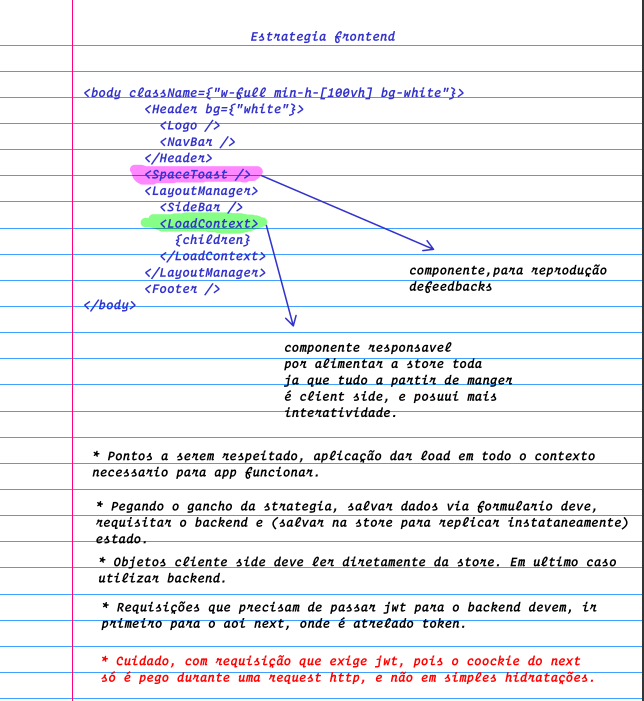 Estrategia frontend
<body className={"w-full min-h-[100vh] bg-white"}>
<Header bg={"white"}>
<Logo />
<NavBar />
</Header>
<SpaceToast />
<LayoutManager>
<SideBar />
<LoadContext>
{children}
</LoadContext>
</LayoutManager>
<Footer />
</body>
componente,para reprodução
defeedbacks
componente responsavel
por alimentar a store toda
ja que tudo a partir de manger
é client side, e posuui mais
interatividade.
* Pontos a serem respeitado, aplicação dar load em todo o contexto
necessario para app funcionar.
* Pegando o gancho da strategia, salvar dados via formulario deve,
requisitar o backend e (salvar na store para replicar instataneamente)
estado.
* Objetos cliente side deve ler diretamente da store. Em ultimo caso
utilizar backend.
* Requisições que precisam de passar jwt para o backend devem, ir
primeiro para o aoi next, onde é atrelado token.
* Cuidado, com requisição que exige jwt, pois o coockie do next
só é pego durante uma request http, e não em simples hidratações.